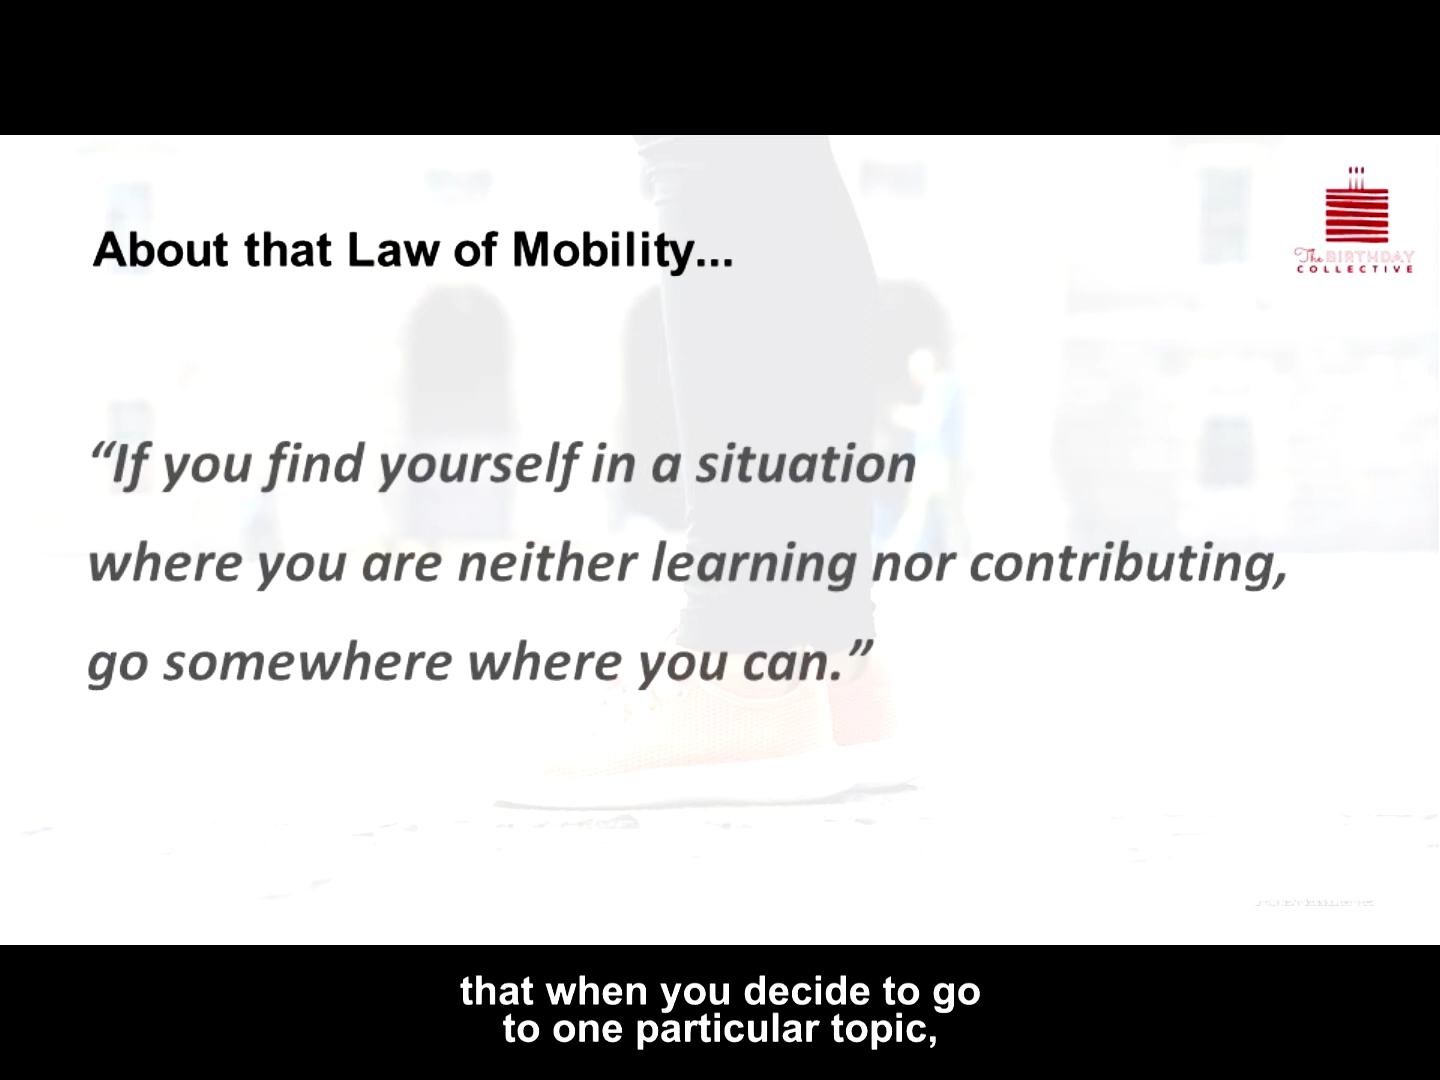 About that Law of Mobility...
The BIRTHDAY
COLLECTIVE
“If you find yourself in a situation
where you are neither learning nor contributing,
go somewhere where you can.”
that when you decide to go
to one particular topic,